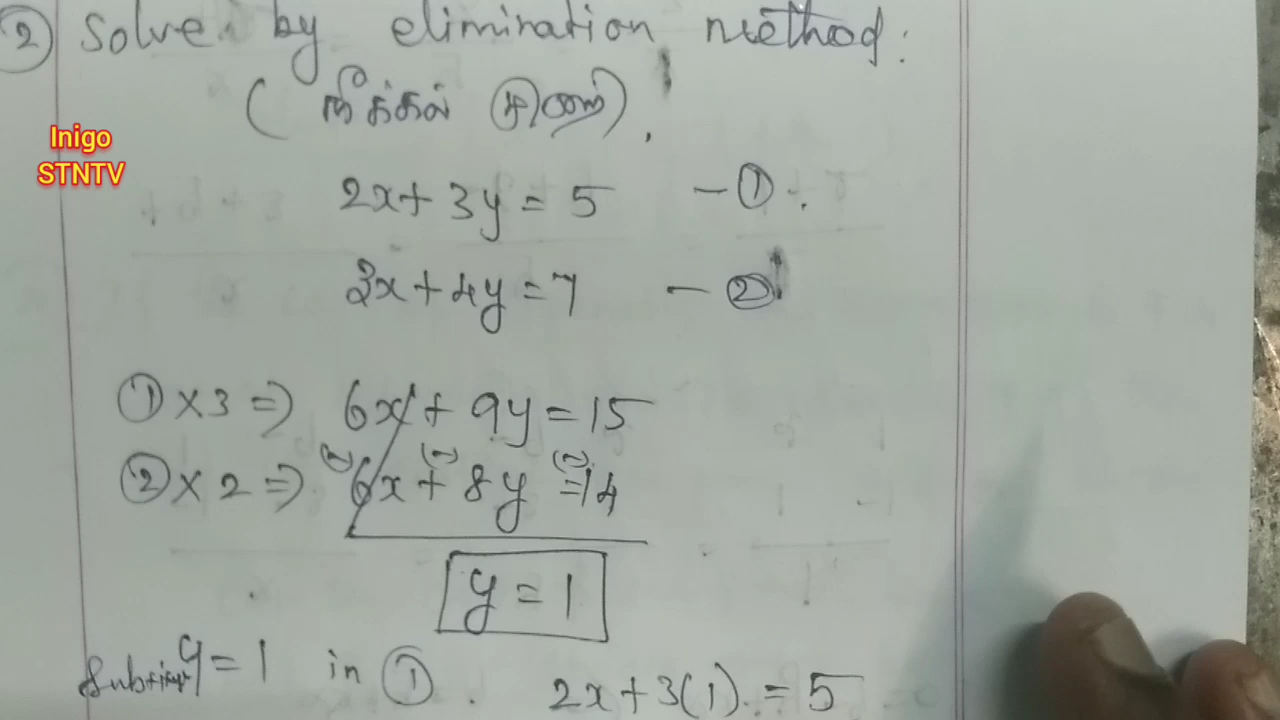 2) Solve by elimination method.
(நீக்கல் முறை).
Inigo
STNTV
2x + 3y = 5 - ①.
3x + 4y = 7 - ②
① × 3 ⇒ 6x + 9y = 15
② × 2 ⇒ (-) 6x + (-) 8y (-) = 14
y = 1
y = 1 in ①. 2x + 3(1) = 5